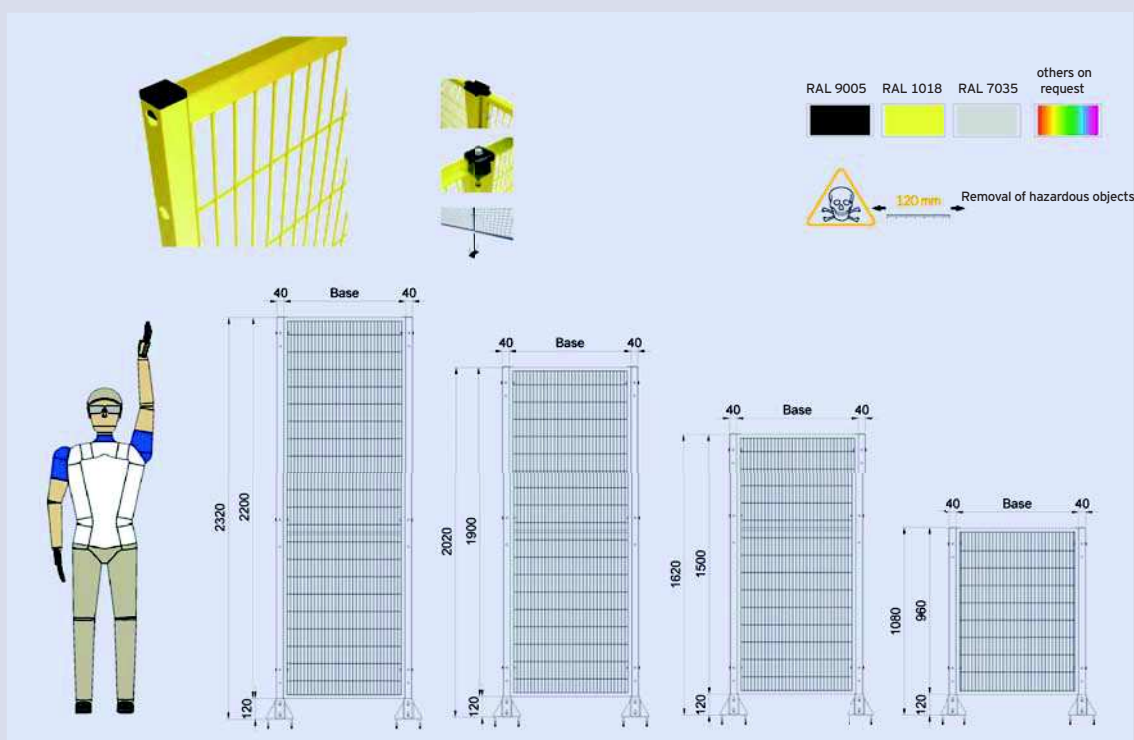 RAL 9005
RAL 1018
RAL 7035
others on
request
120 mm
Removal of hazardous objects
40 Base 40
2320
2200
120
40 Base 40
2020
1900
120
40 Base 40
1620
1500
120
40 Base 40
1080
960
120